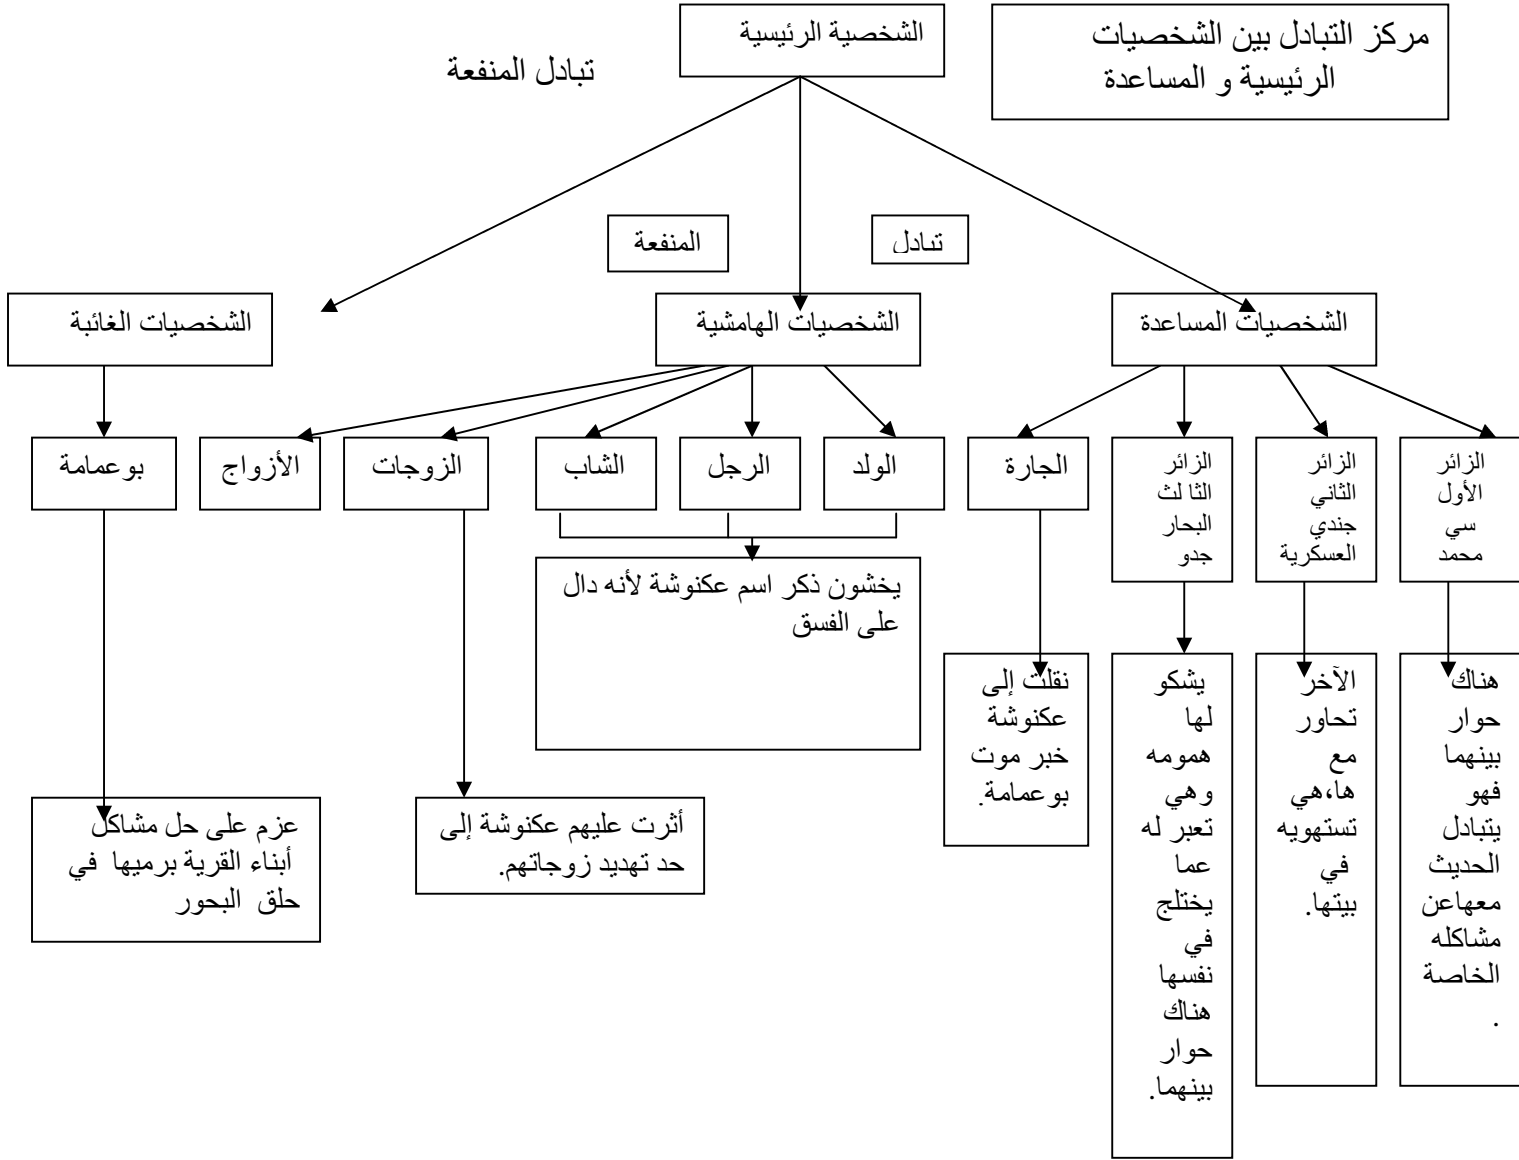 مركز التبادل بين الشخصيات
الرئيسية و المساعدة
الشخصية الرئيسية
تبادل المنفعة
تبادل
المنفعة
الشخصيات المساعدة
الشخصيات الهامشية
الشخصيات الغائبة
الزائر
الأول
سي
محمد
الزائر
الثاني
جندي
العسكرية
الزائر
الثا لث
البحار
جدو
الجارة
الولد
الرجل
الشاب
الزوجات
الأزواج
بوعمامة
يخشون ذكر اسم عكنوشة لأنه دال
على الفسق
هناك
حوار
بينهما
فهو
يتبادل
الحديث
معهاعن
مشاكله
الخاصة
.
الآخر
تحاور
مع
ها،هي
تستهويه
في
بيتها.
يشكو
لها
همومه
وهي
تعبر له
عما
يختلج
في
نفسها
هناك
حوار
بينهما.
نقلت إلى
عكنوشة
خبر موت
بوعمامة.
أثرت عليهم عكنوشة إلى
حد تهديد زوجاتهم.
عزم على حل مشاكل
أبناء القرية برميها في
حلق البحور